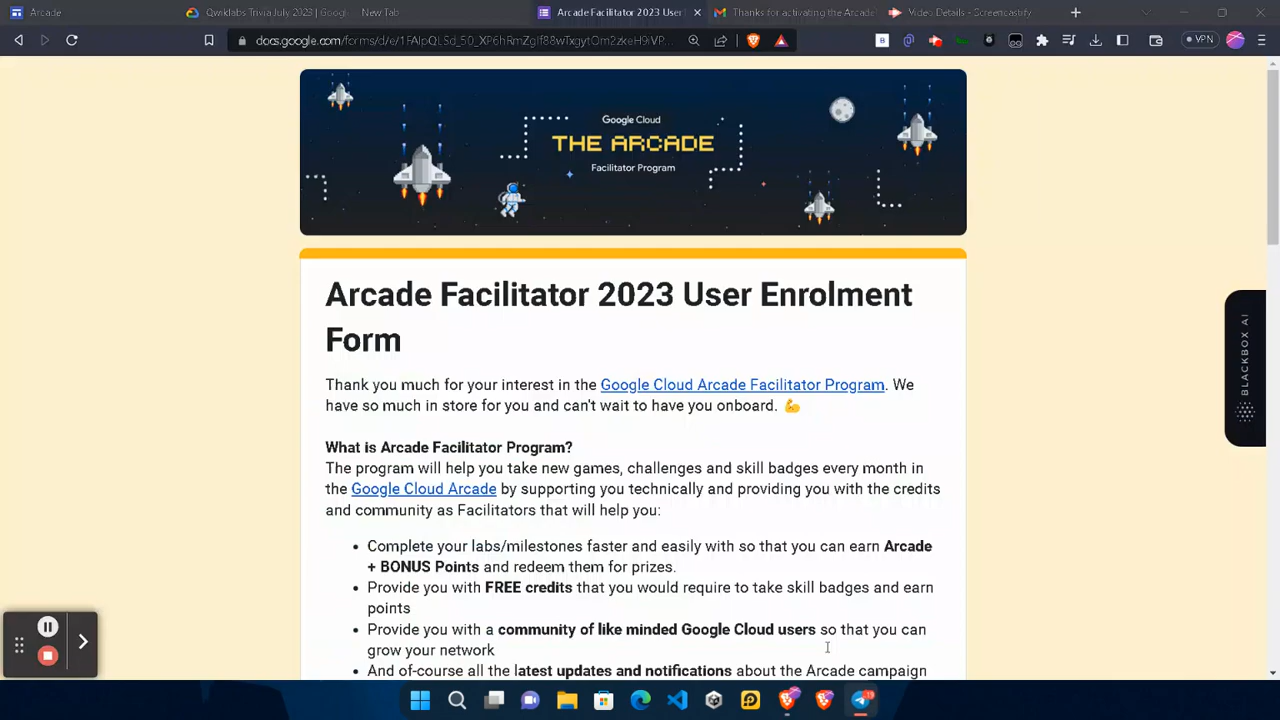 Arcade
Qwiklabs Trivia July 2023 | Google
New Tab
Arcade Facilitator 2023 User
Thanks for activating the Arcade
Video Details - Screencastify
VPN
Google Cloud
THE ARCADE
Facilitator Program
Arcade Facilitator 2023 User Enrolment
Form
Thank you much for your interest in the Google Cloud Arcade Facilitator Program. We
have so much in store for you and can't wait to have you onboard. 💪
What is Arcade Facilitator Program?
The program will help you take new games, challenges and skill badges every month in
the Google Cloud Arcade by supporting you technically and providing you with the credits
and community as Facilitators that will help you:
• Complete your labs/milestones faster and easily with so that you can earn Arcade
+ BONUS Points and redeem them for prizes.
• Provide you with FREE credits that you would require to take skill badges and earn
points
• Provide you with a community of like minded Google Cloud users so that you can
grow your network
• And of-course all the latest updates and notifications about the Arcade campaign
BLACKBOX AI